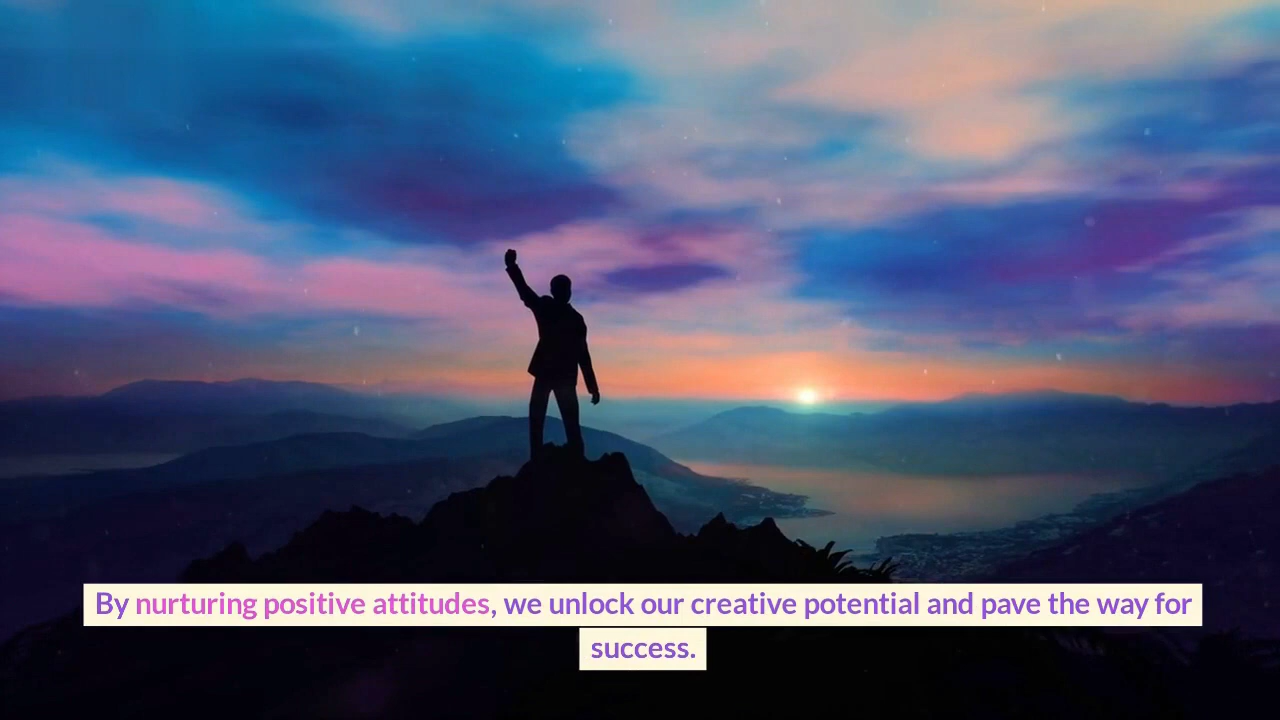 By nurturing positive attitudes, we unlock our creative potential and pave the way for
success.